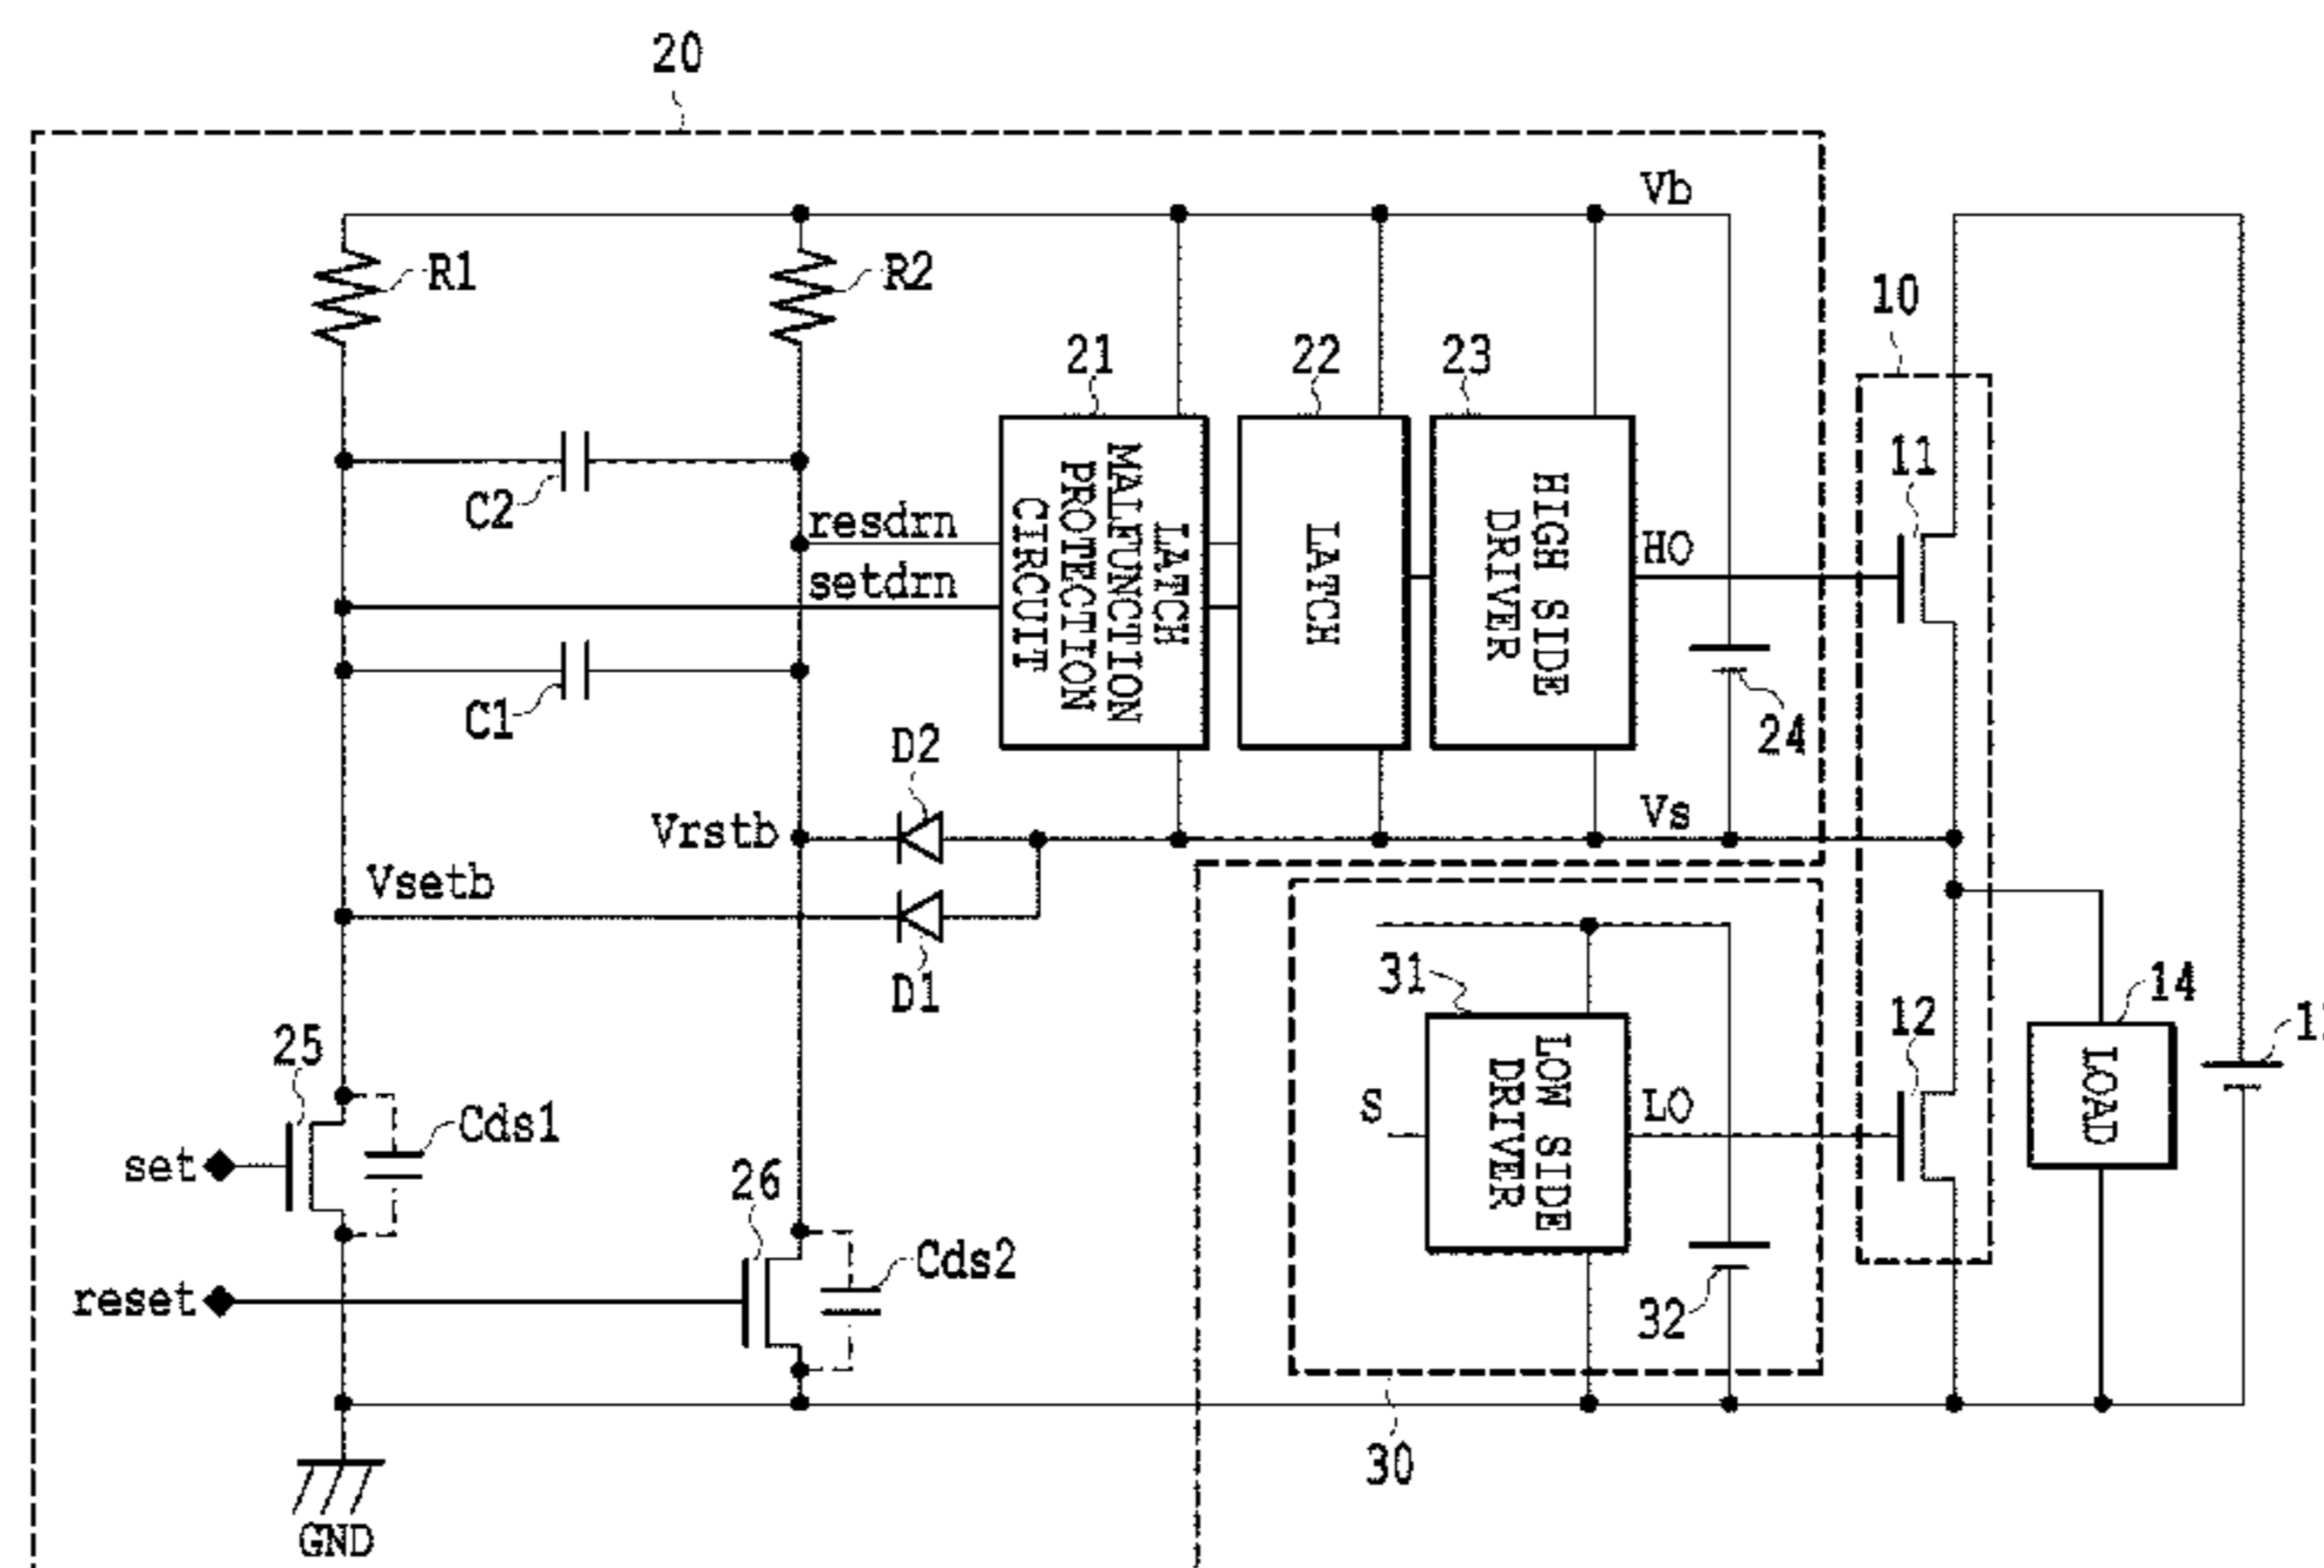 20
Vb
R1
R2
10
21
22
23
11
MALFUNCTION
PROTECTION
CIRCUIT
LATCH
LATCH
HIGH SIDE
DRIVER
C2
resdrn
setdrn
HO
C1
24
D2
Vrstb
Vs
Vsetb
D1
31
14
12
25
LOW SIDE
DRIVER
LOAD
S
LO
Cds1
set
26
Cds2
reset
32
30
GND